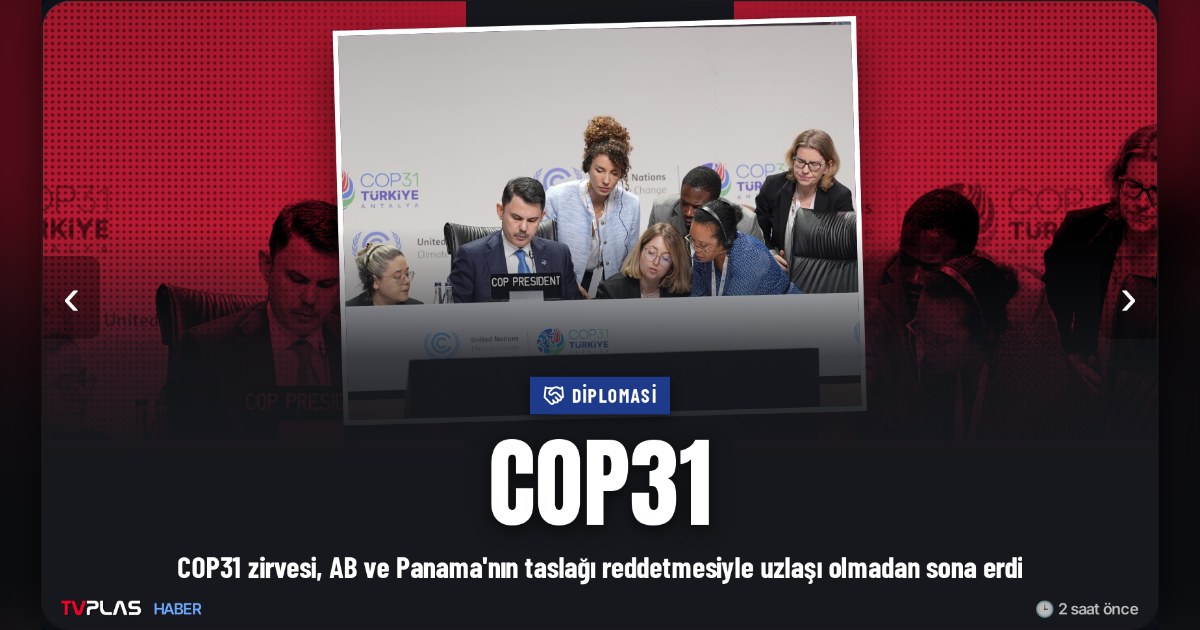 COP31
TÜRKİYE
ANTALYA
Nations
Change
COP31
United
COP PRESIDENT
United Nations
Climate Change
COP31
TÜRKİYE
DİPLOMASİ
COP31
COP31 zirvesi, AB ve Panama'nın taslağı reddetmesiyle uzlaşı olmadan sona erdi
TVPLAS HABER
2 saat önce